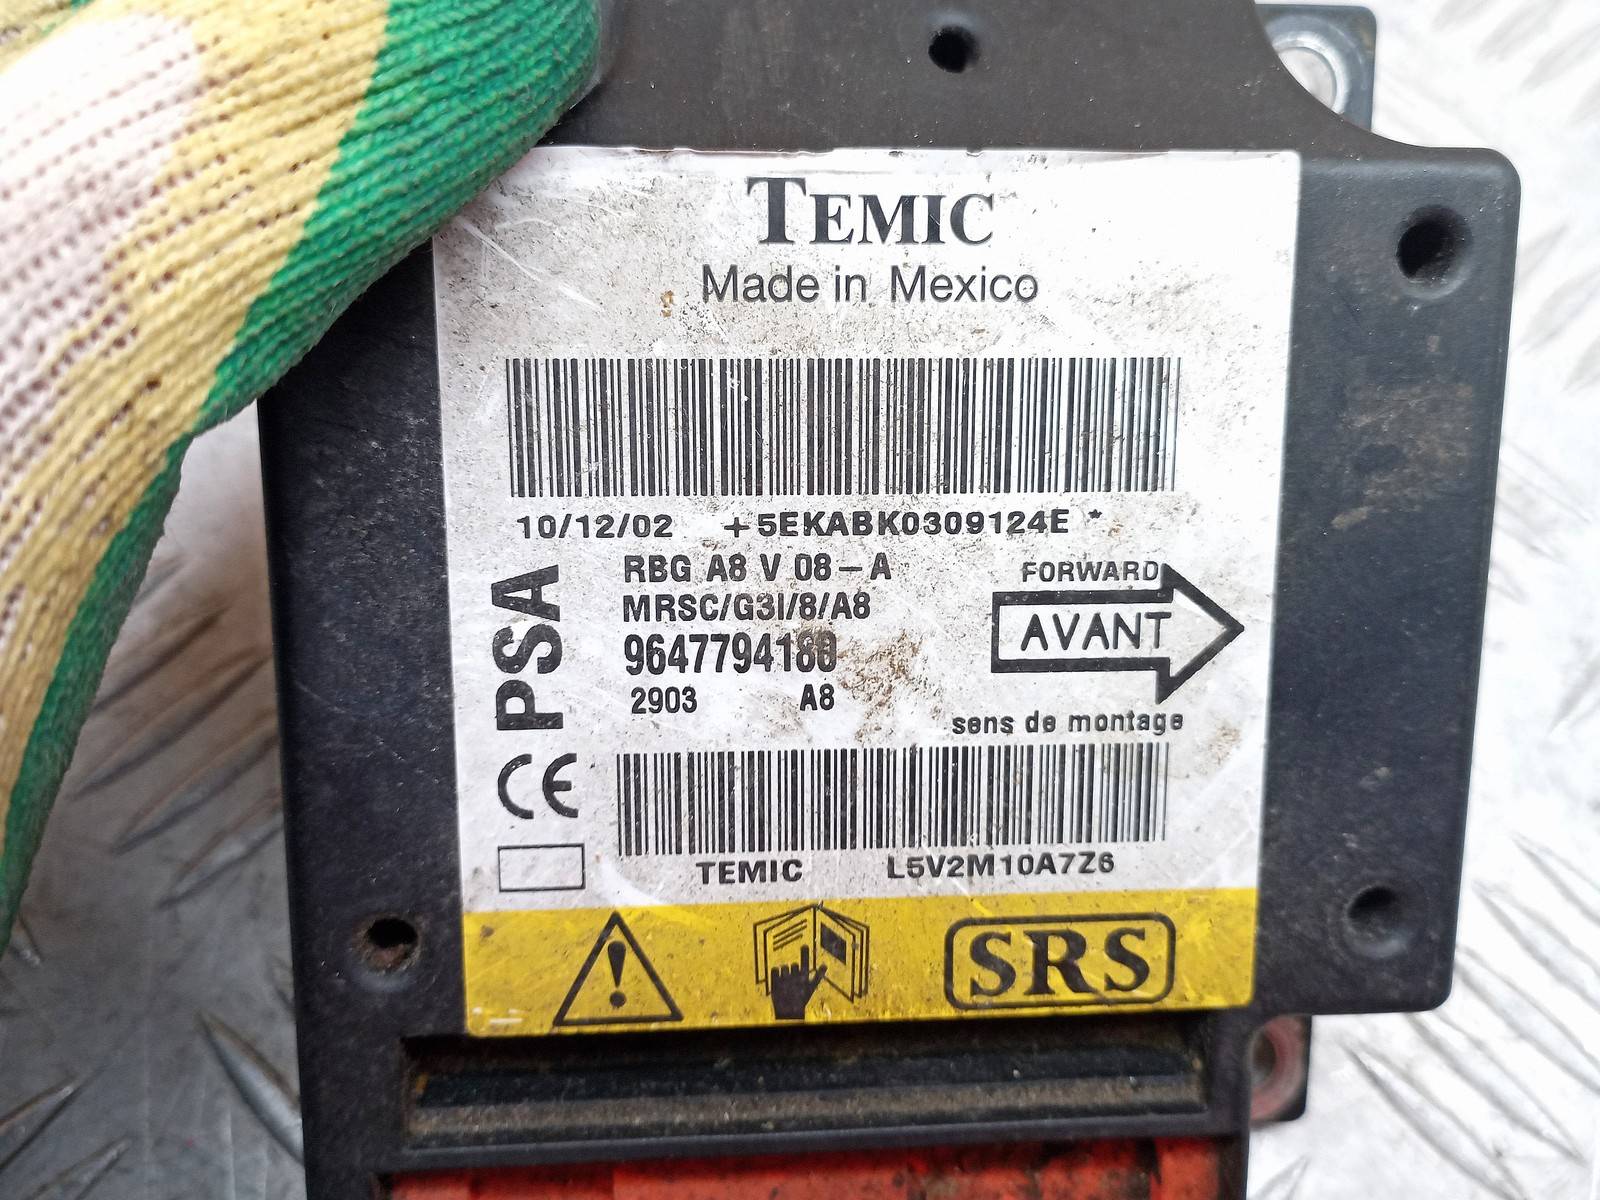 TEMIC
Made in Mexico
10/12/02 +5EKABK0309124E *
RBG A8 V 08-A
MRSC/G3I/8/A8
9647794180
2903 A8
PSA
CE
FORWARD
AVANT
sens de montage
TEMIC L5V2M10A7Z6
SRS